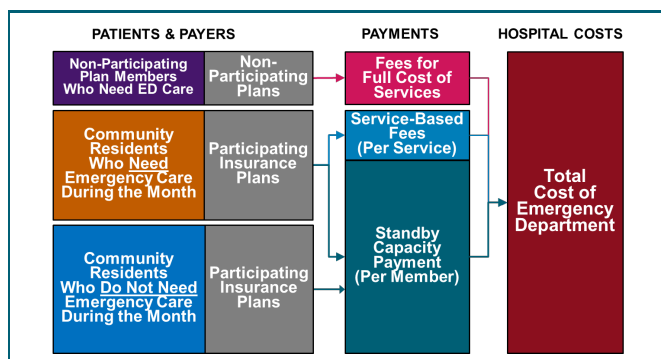 PATIENTS & PAYERS
PAYMENTS
HOSPITAL COSTS
Non-Participating
Plan Members
Who Need ED Care
Non-
Participating
Plans
Fees for
Full Cost of
Services
Community
Residents
Who Need
Emergency Care
During the Month
Participating
Insurance
Plans
Service-Based
Fees
(Per Service)
Standby
Capacity
Payment
(Per Member)
Total
Cost of
Emergency
Department
Community
Residents
Who Do Not Need
Emergency Care
During the Month
Participating
Insurance
Plans